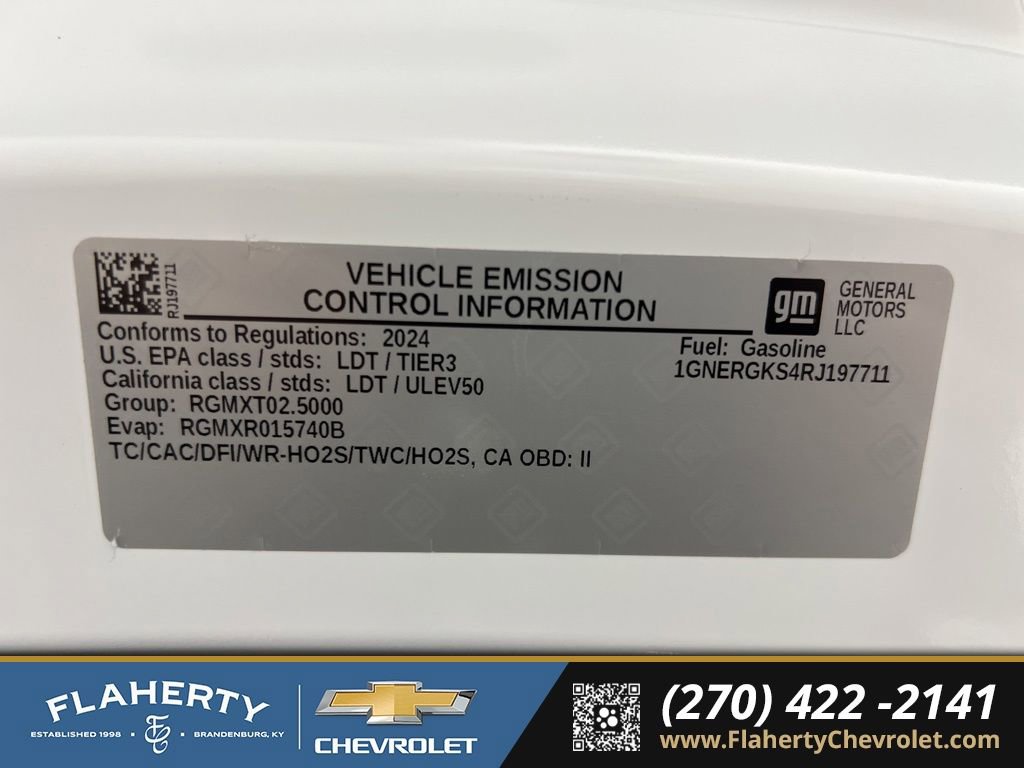 RJ197711
VEHICLE EMISSION
CONTROL INFORMATION
gm
GENERAL
MOTORS
LLC
Conforms to Regulations: 2024
U.S. EPA class / stds: LDT / TIER3
California class / stds: LDT / ULEV50
Group: RGMXT02.5000
Evap: RGMXR015740B
TC/CAC/DFI/WR-HO2S/TWC/HO2S, CA OBD: II
Fuel: Gasoline
1GNERGKS4RJ197711
FLAHERTY
ESTABLISHED 1998 • FC • BRANDENBURG, KY
CHEVROLET
(270) 422 -2141
www.FlahertyChevrolet.com